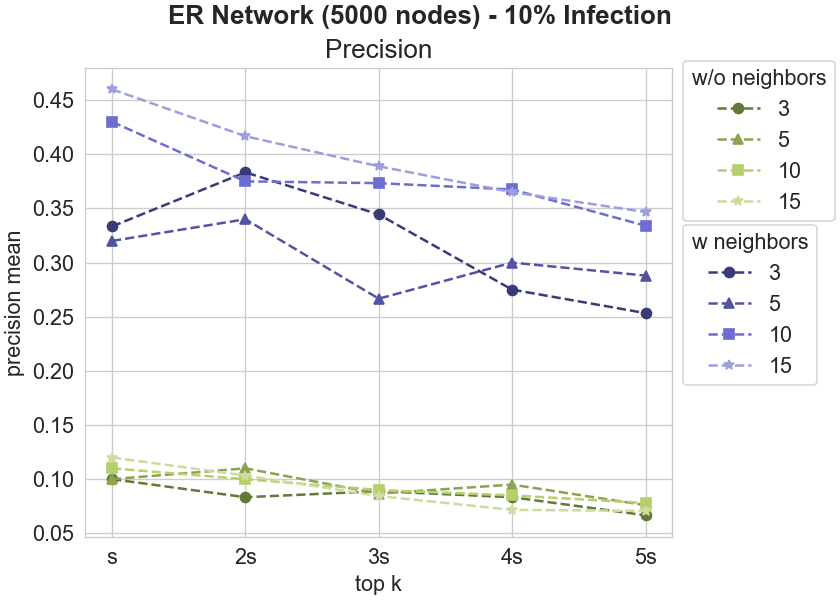 ER Network (5000 nodes) - 10% Infection
Precision
precision mean
0.45
0.40
0.35
0.30
0.25
0.20
0.15
0.10
0.05
s 2s 3s 4s 5s
top k
w/o neighbors
3
5
10
15
w neighbors
3
5
10
15